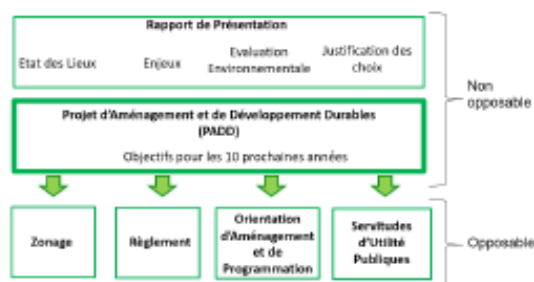 Rapport de Présentation
Etat des Lieux
Enjeux
Evaluation
Environnementale
Justification des
choix
Non
opposable
Projet d'Aménagement et de Développement Durables
(PADD)
Objectifs pour les 10 prochaines années
Zonage
Règlement
Orientation
d'Aménagement
et de
Programmation
Servitudes
d'Utilité
Publiques
Opposable